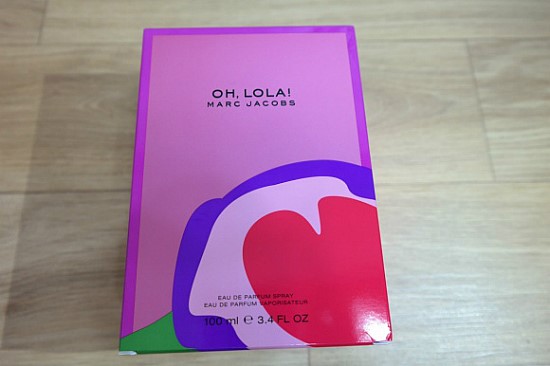 OH, LOLA!
MARC JACOBS
EAU DE PARFUM SPRAY
EAU DE PARFUM VAPORISATEUR
100 ml ℮ 3.4 FL OZ